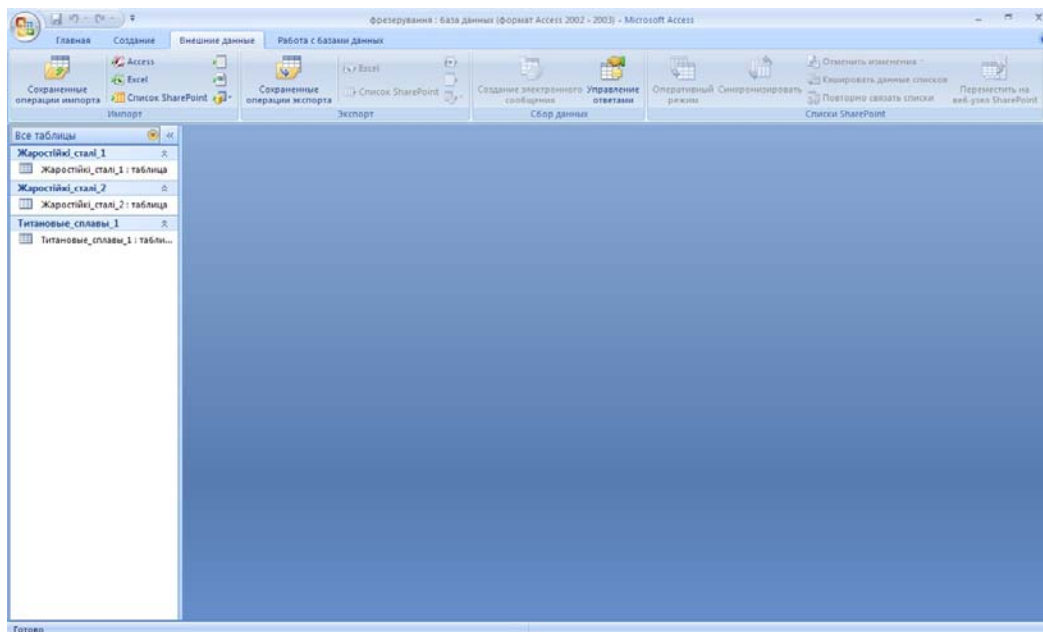 фрезерування : база данных (формат Access 2002 - 2003) - Microsoft Access
Главная Создание Внешние данные Работа с базами данных
Сохраненные операции импорта
Access
Excel
Список SharePoint
Импорт
Сохраненные операции экспорта
Excel
Список SharePoint
Экспорт
Создание электронного сообщения
Управление ответами
Сбор данных
Оперативный режим
Синхронизировать
Отменить изменения
Кэшировать данные списков
Повторно связать списки
Переместить на веб-узел SharePoint
Списки SharePoint
Все таблицы
Жаростійкі_сталі_1
Жаростійкі_сталі_1 : таблица
Жаростійкі_сталі_2
Жаростійкі_сталі_2 : таблица
Титановые_сплавы_1
Титановые_сплавы_1 : табли...
Готово